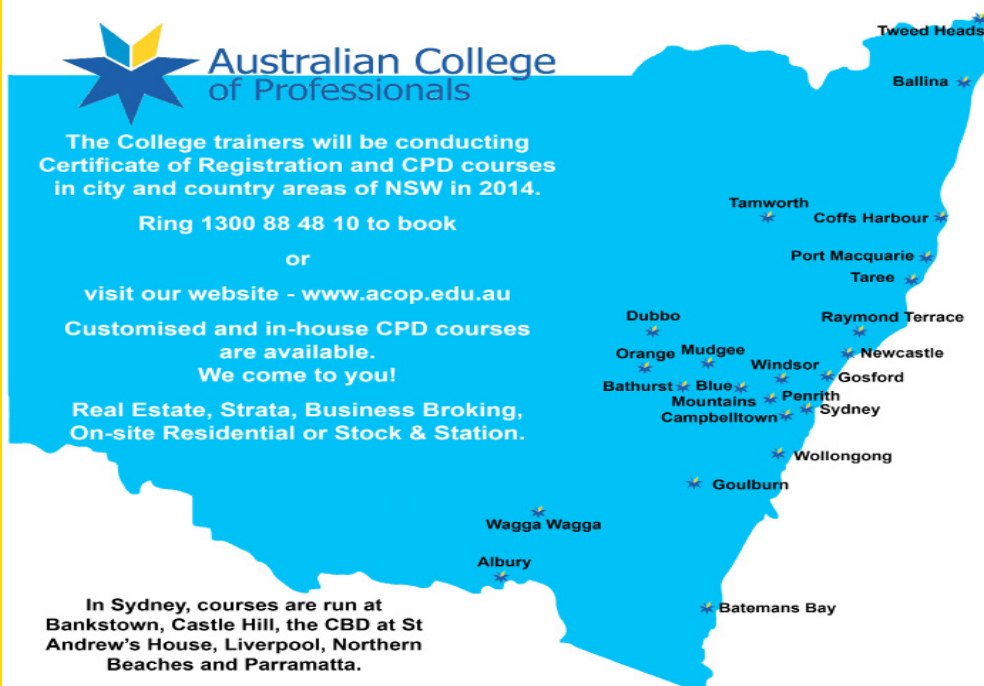 Australian College
of Professionals
The College trainers will be conducting
Certificate of Registration and CPD courses
in city and country areas of NSW in 2014.
Ring 1300 88 48 10 to book
or
visit our website - www.acop.edu.au
Customised and in-house CPD courses
are available.
We come to you!
Real Estate, Strata, Business Broking,
On-site Residential or Stock & Station.
Tweed Heads
Ballina
Tamworth
Coffs Harbour
Port Macquarie
Taree
Dubbo
Raymond Terrace
Orange
Mudgee
Newcastle
Windsor
Gosford
Bathurst
Blue
Mountains
Penrith
Sydney
Campbelltown
Wollongong
Goulburn
Wagga Wagga
Albury
Batemans Bay
In Sydney, courses are run at
Bankstown, Castle Hill, the CBD at St
Andrew's House, Liverpool, Northern
Beaches and Parramatta.